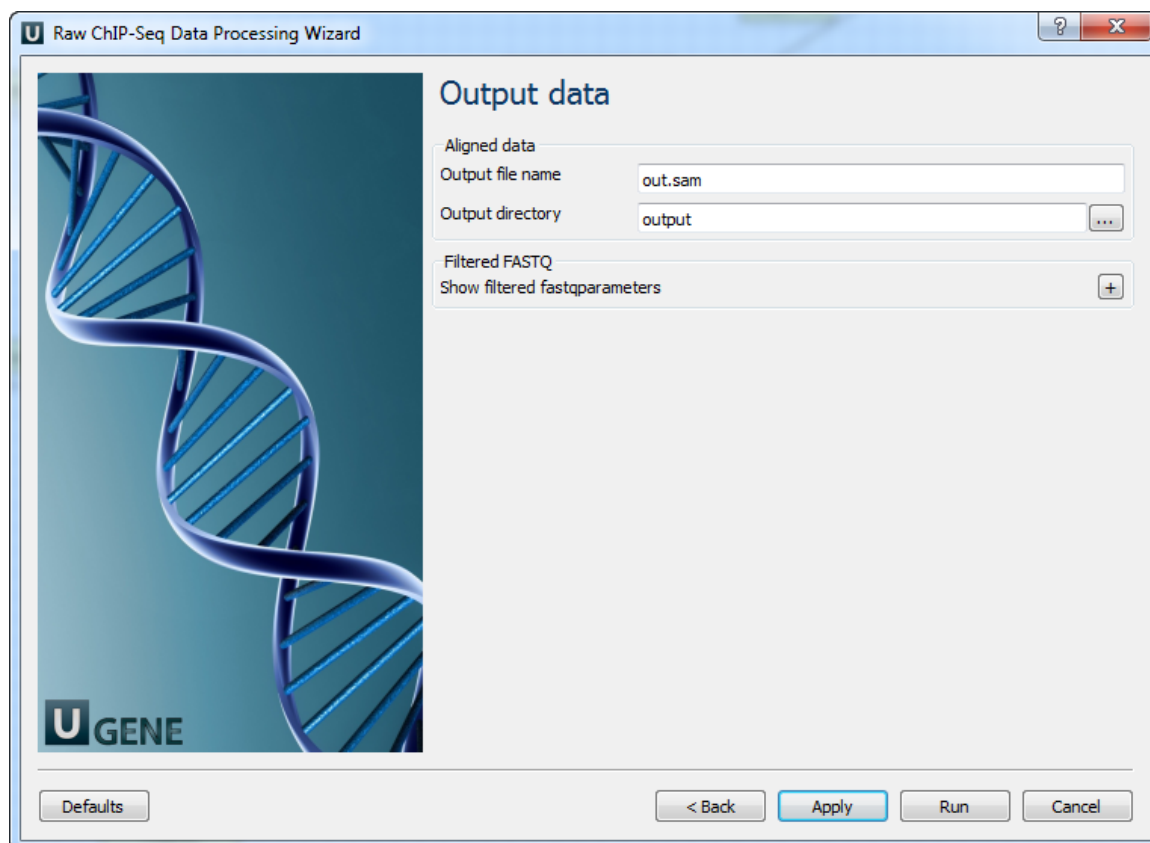 U Raw ChIP-Seq Data Processing Wizard
?
Output data
Aligned data
Output file name
out.sam
Output directory
output
...
Filtered FASTQ
Show filtered fastqparameters
+
U GENE
Defaults
< Back
Apply
Run
Cancel